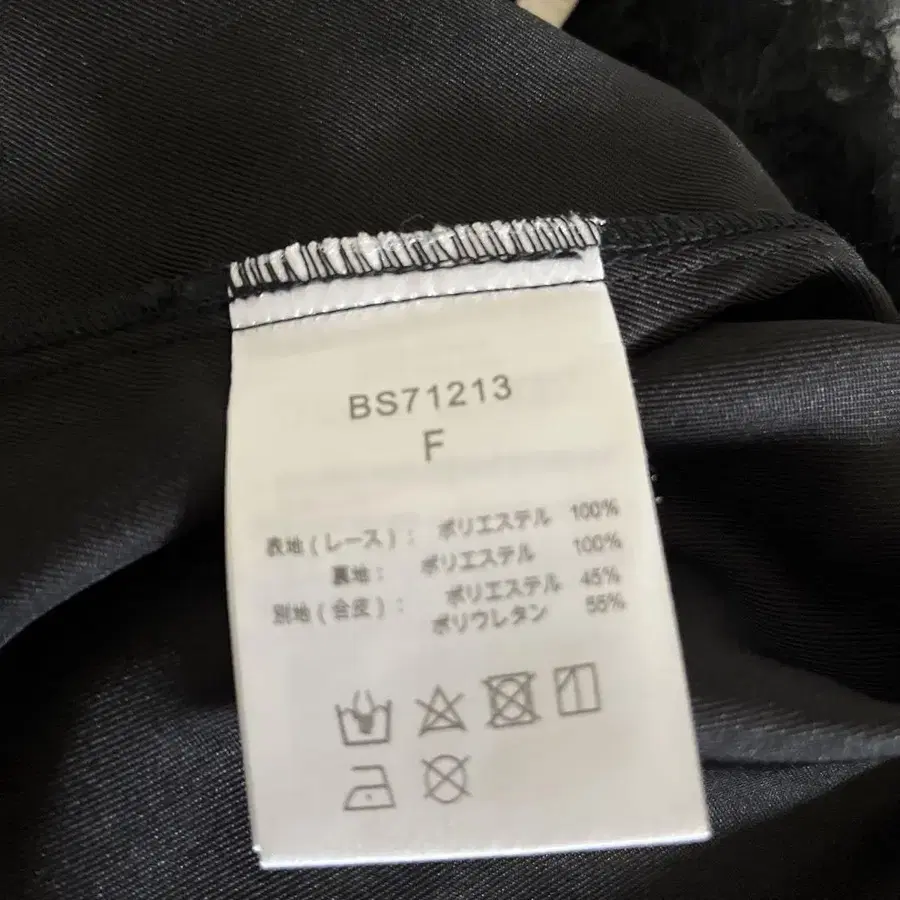 BS71213
F
表地(レース): ポリエステル 100%
裏地: ポリエステル 100%
別地(合皮): ポリエステル 45%
ポリウレタン 55%